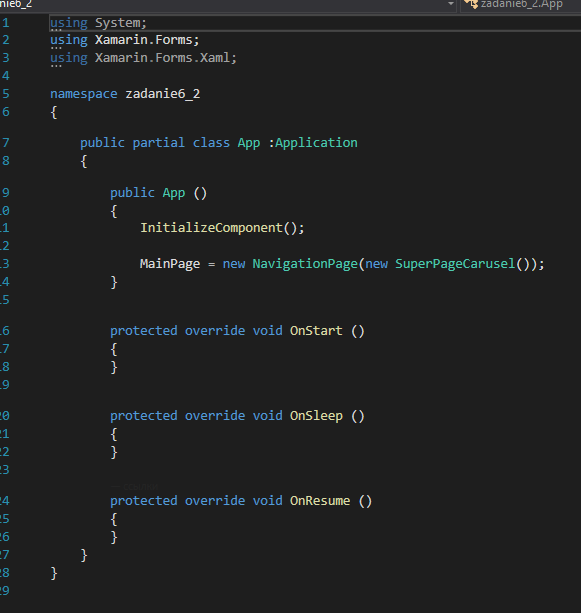 zadanie6_2.App
1 using System;
2 using Xamarin.Forms;
3 using Xamarin.Forms.Xaml;
4
5 namespace zadanie6_2
6 {
7 public partial class App :Application
8 {
9 public App ()
10 {
11 InitializeComponent();
12
13 MainPage = new NavigationPage(new SuperPageCarusel());
14 }
15
16 protected override void OnStart ()
17 {
18 }
19
20 protected override void OnSleep ()
21 {
22 }
23
24 protected override void OnResume ()
25 {
26 }
27 }
28 }
29